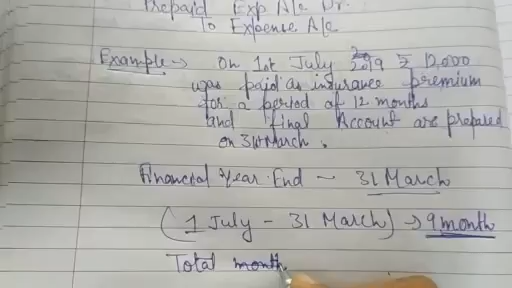 Prepaid Exp A/c Dr.
To Expense A/c
Example → On 1st July 2019 ₹ 12,000
was paid as insurance premium
for a period of 12 months
and final Account are prepared
on 31st March.
Financial Year End - 31 March
(1 July - 31 March) → 9 month
Total month